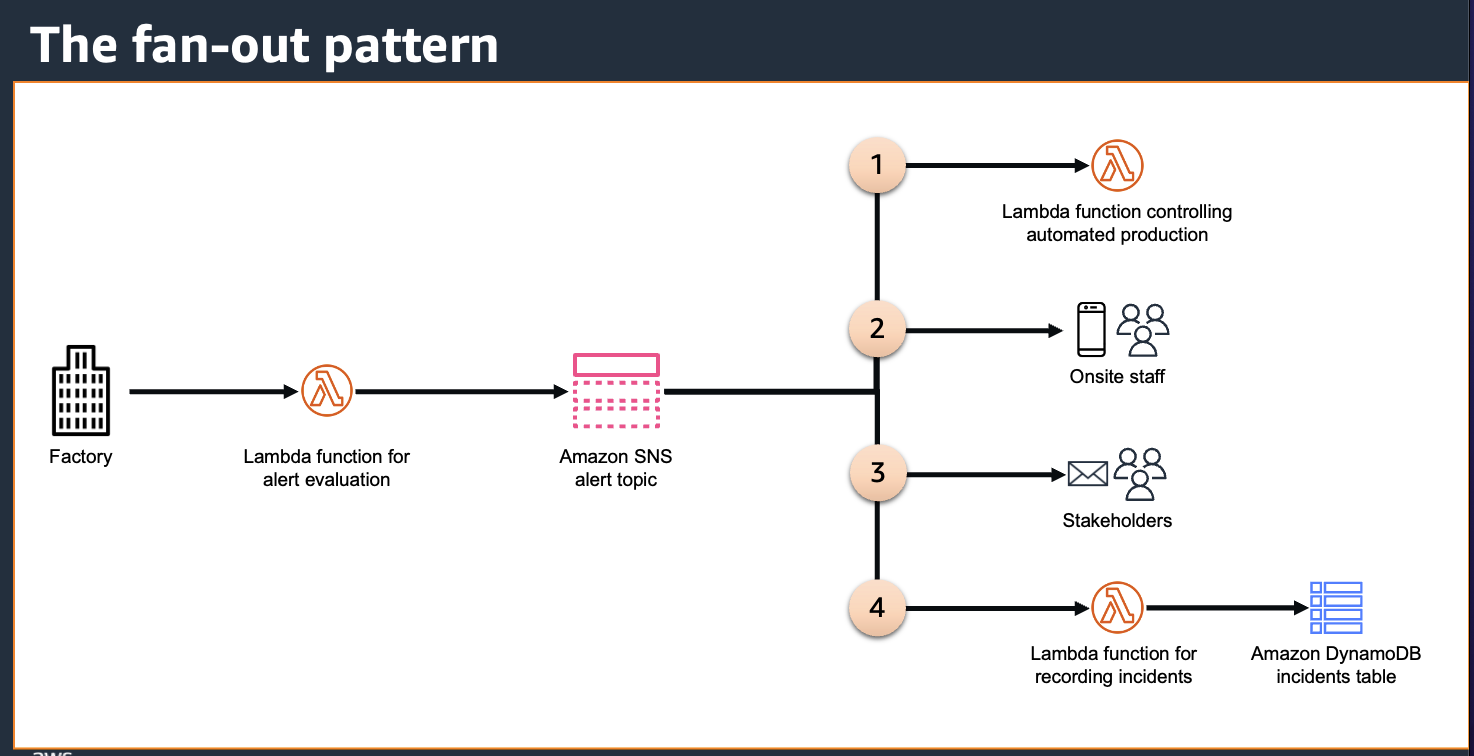 The fan-out pattern
1
Lambda function controlling
automated production
2
Onsite staff
Factory
Lambda function for
alert evaluation
Amazon SNS
alert topic
3
Stakeholders
4
Lambda function for
recording incidents
Amazon DynamoDB
incidents table
aws